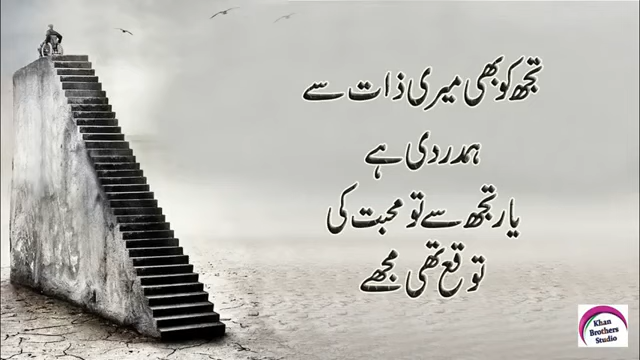 تجھ کو بھی میری ذات سے
ہمدردی ہے
یار تجھ سے تو محبت کی
توقع تھی مجھے
Khan
Brothers
Studio